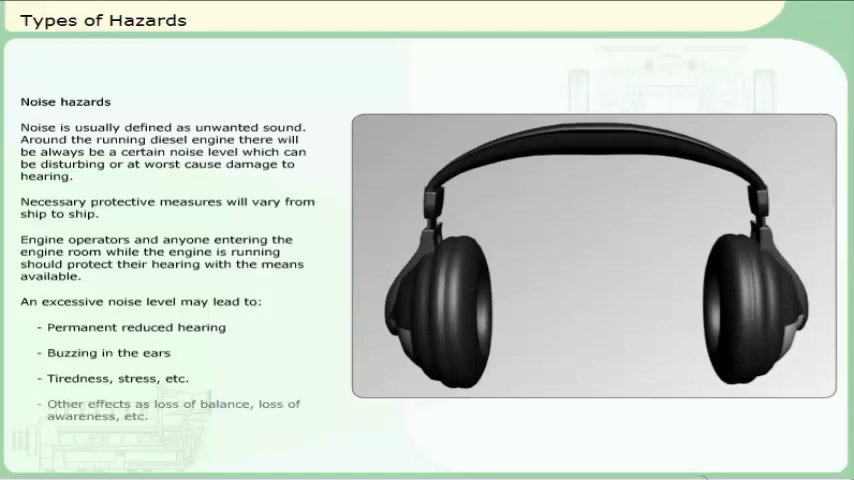 Types of Hazards
Noise hazards
Noise is usually defined as unwanted sound.
Around the running diesel engine there will
be always be a certain noise level which can
be disturbing or at worst cause damage to
hearing.
Necessary protective measures will vary from
ship to ship.
Engine operators and anyone entering the
engine room while the engine is running
should protect their hearing with the means
available.
An excessive noise level may lead to:
- Permanent reduced hearing
- Buzzing in the ears
- Tiredness, stress, etc.
- Other effects as loss of balance, loss of
awareness, etc.